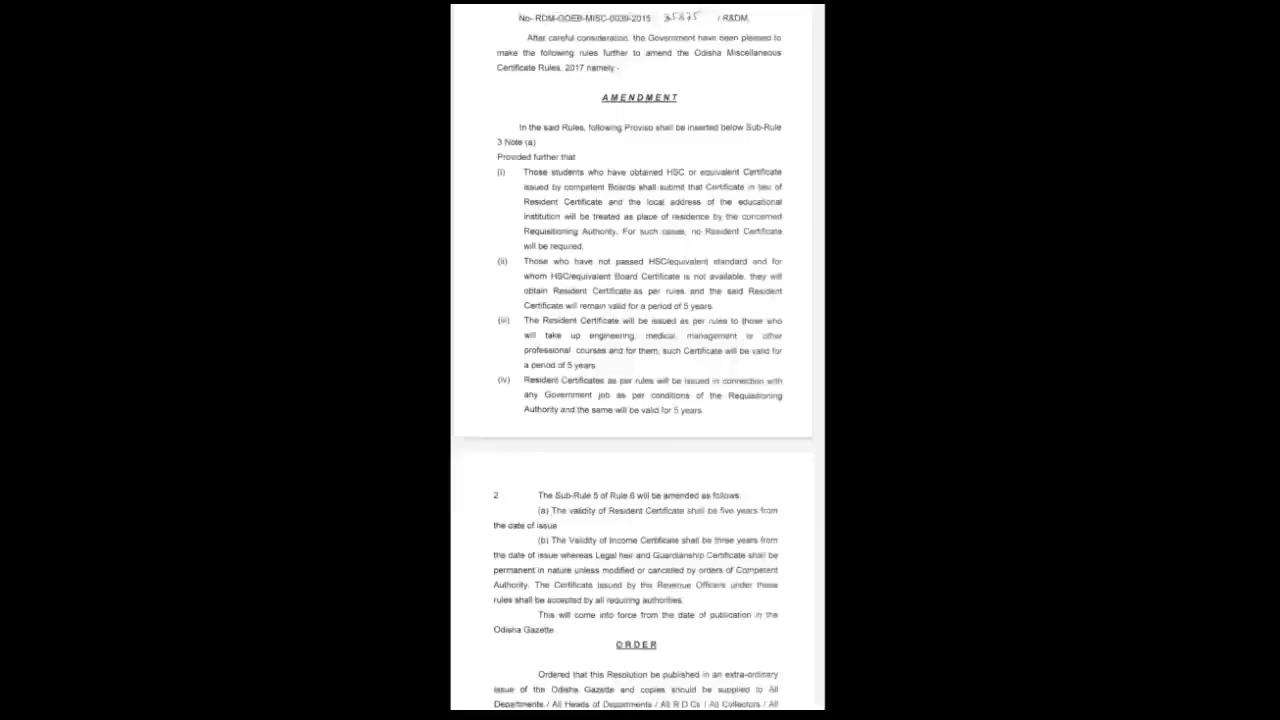 No- RDM-GOEB-MISC-0039-2015 35875 / R&DM,
After careful consideration, the Government have been pleased to
make the following rules further to amend the Odisha Miscellaneous
Certificate Rules, 2017 namely:-
AMENDMENT
In the said Rules, following Proviso shall be inserted below Sub-Rule
3 Note (a)
Provided further that
(i) Those students who have obtained HSC or equivalent Certificate
issued by competent Boards shall submit that Certificate in lieu of
Resident Certificate and the local address of the educational
institution will be treated as place of residence by the concerned
Requisitioning Authority. For such cases, no Resident Certificate
will be required.
(ii) Those who have not passed HSC/equivalent standard and for
whom HSC/equivalent Board Certificate is not available, they will
obtain Resident Certificate as per rules and the said Resident
Certificate will remain valid for a period of 5 years.
(iii) The Resident Certificate will be issued as per rules to those who
will take up engineering, medical, management or other
professional courses and for them, such Certificate will be valid for
a period of 5 years
(iv) Resident Certificates as per rules will be issued in connection with
any Government job as per conditions of the Requisitioning
Authority and the same will be valid for 5 years
2 The Sub-Rule 5 of Rule 6 will be amended as follows.
(a) The validity of Resident Certificate shall be five years from
the date of issue
(b) The Validity of Income Certificate shall be three years from
the date of issue whereas Legal heir and Guardianship Certificate shall be
permanent in nature unless modified or cancelled by orders of Competent
Authority. The Certificate issued by the Revenue Officers under these
rules shall be accepted by all requiring authorities.
This will come into force from the date of publication in the
Odisha Gazette
ORDER
Ordered that this Resolution be published in an extra-ordinary
issue of the Odisha Gazette and copies should be supplied to All
Departments / All Heads of Departments / All R.D.Cs / All Collectors / All